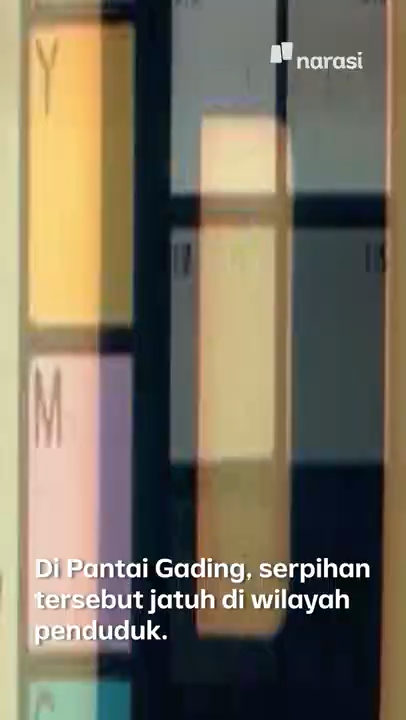 narasi
Y
M
Di Pantai Gading, serpihan
tersebut jatuh di wilayah
penduduk.
C